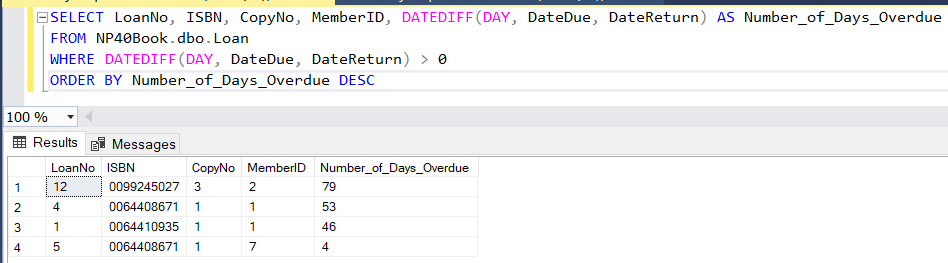 SELECT LoanNo, ISBN, CopyNo, MemberID, DATEDIFF(DAY, DateDue, DateReturn) AS Number_of_Days_Overdue
FROM NP40Book.dbo.Loan
WHERE DATEDIFF(DAY, DateDue, DateReturn) > 0
ORDER BY Number_of_Days_Overdue DESC
100 %
Results Messages
LoanNo ISBN CopyNo MemberID Number_of_Days_Overdue
1 12 0099245027 3 2 79
2 4 0064408671 1 1 53
3 1 0064410935 1 1 46
4 5 0064408671 1 7 4